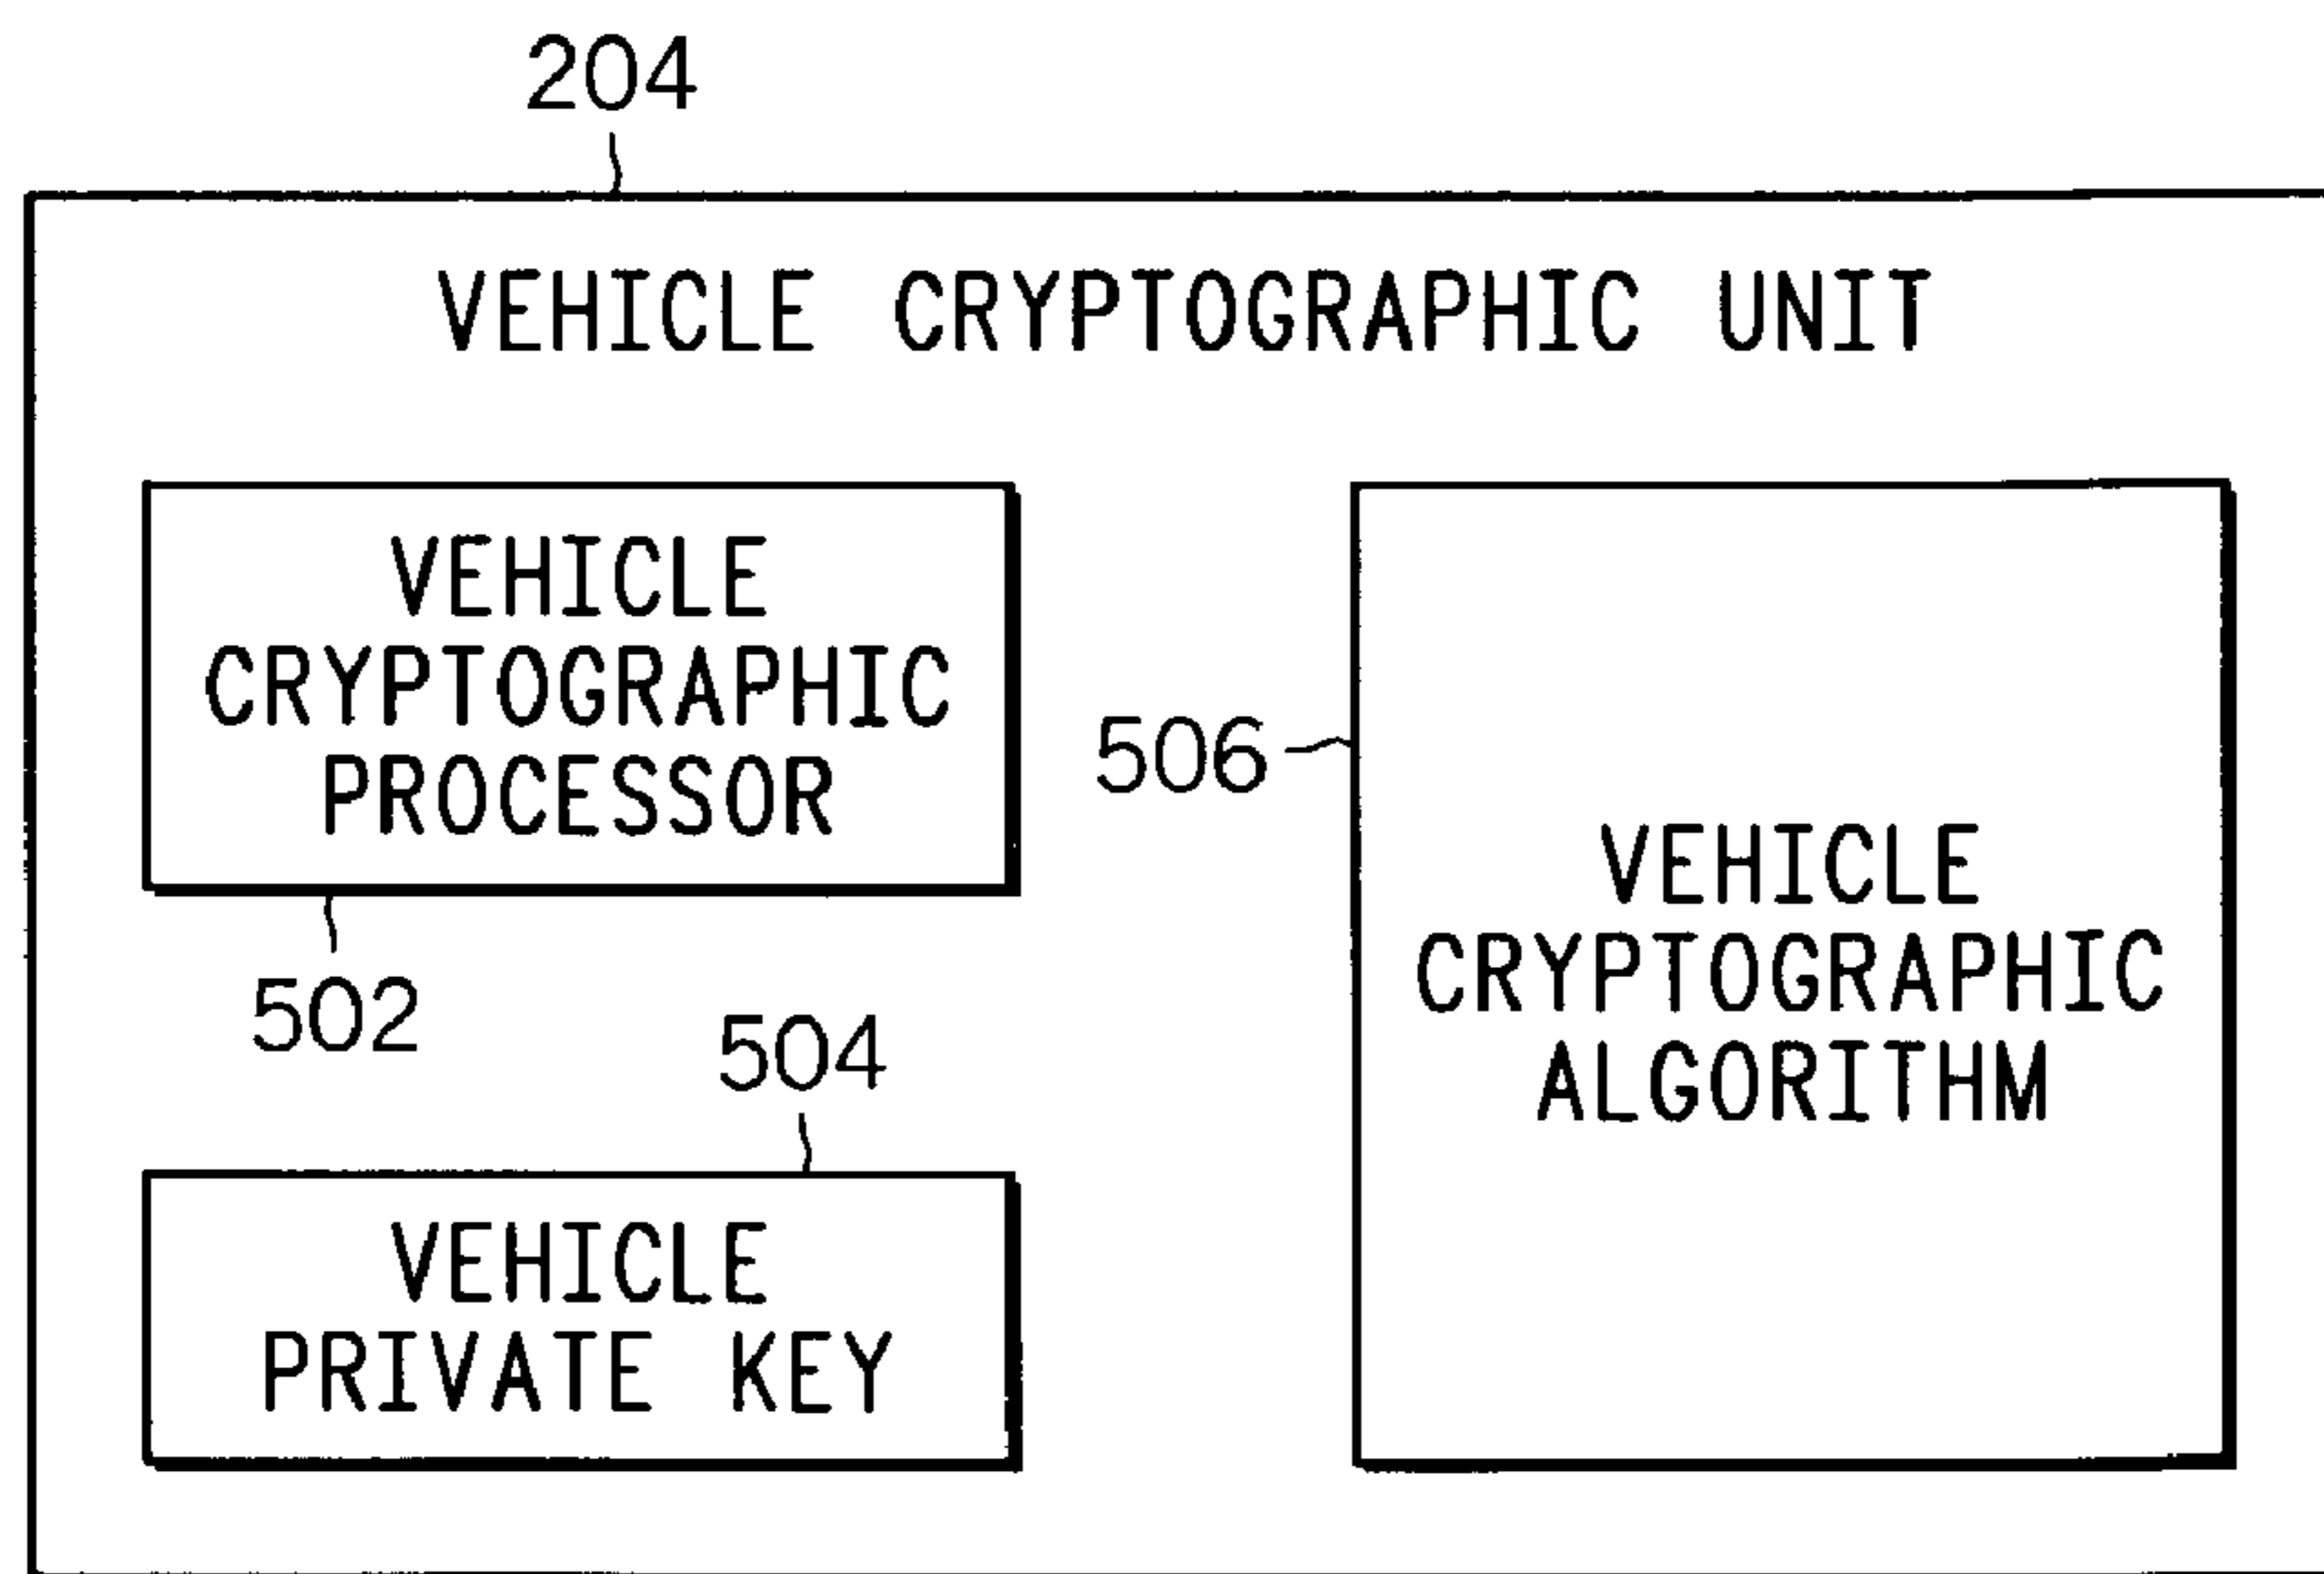 204
VEHICLE CRYPTOGRAPHIC UNIT
VEHICLE
CRYPTOGRAPHIC
PROCESSOR
502
504
VEHICLE
PRIVATE KEY
506
VEHICLE
CRYPTOGRAPHIC
ALGORITHM